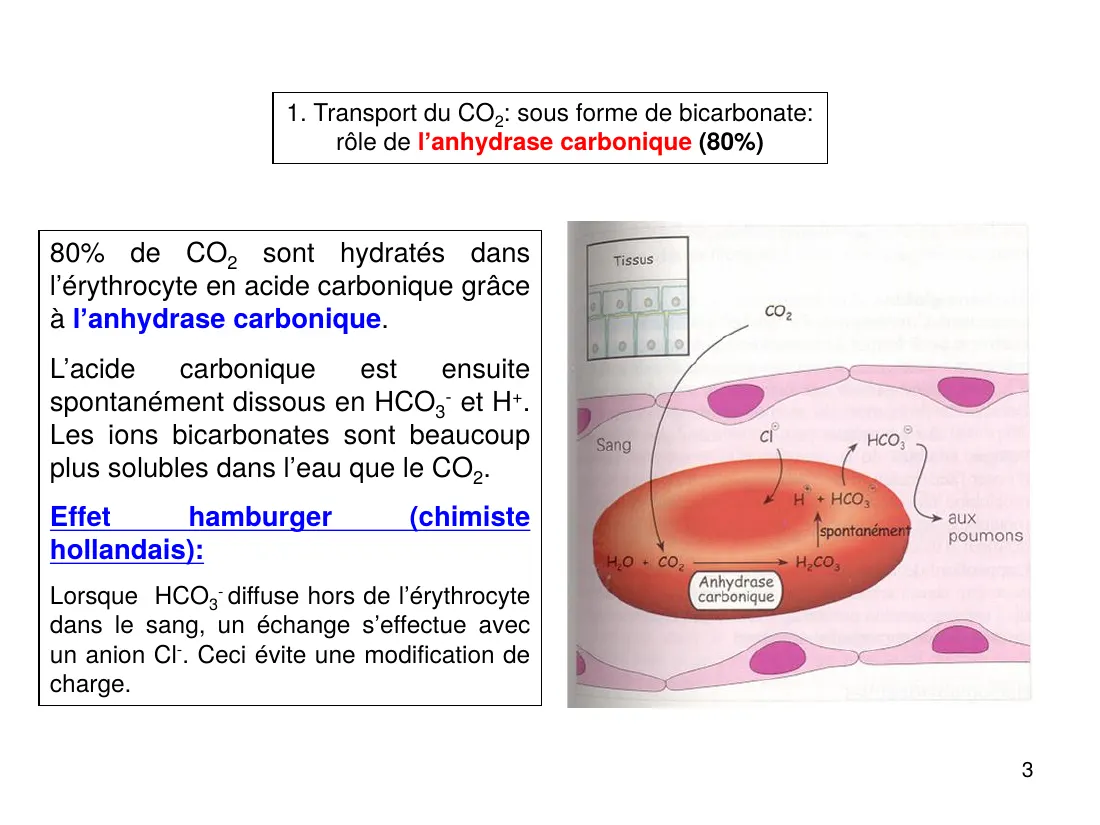 1. Transport du CO2: sous forme de bicarbonate:
rôle de l’anhydrase carbonique (80%)
80% de CO2 sont hydratés dans
l’érythrocyte en acide carbonique grâce
à l’anhydrase carbonique.
L’acide carbonique est ensuite
spontanément dissous en HCO3- et H+.
Les ions bicarbonates sont beaucoup
plus solubles dans l’eau que le CO2.
Effet hamburger (chimiste
hollandais):
Lorsque HCO3- diffuse hors de l’érythrocyte
dans le sang, un échange s’effectue avec
un anion Cl-. Ceci évite une modification de
charge.
Tissus
CO2
Sang
Cl⊖
HCO3⊖
H⊕ + HCO3⊖
aux
poumons
spontanément
H2O + CO2
H2CO3
Anhydrase
carbonique
3